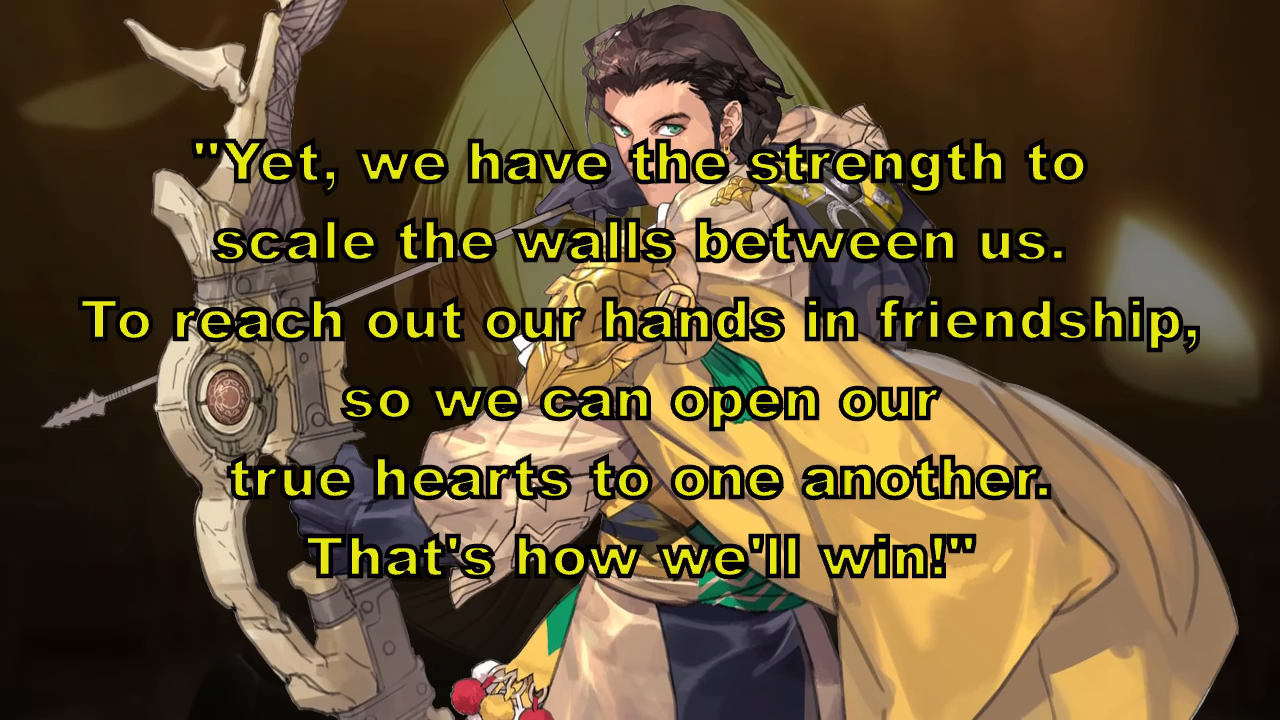 "Yet, we have the strength to
scale the walls between us.
To reach out our hands in friendship,
so we can open our
true hearts to one another.
That's how we'll win!"